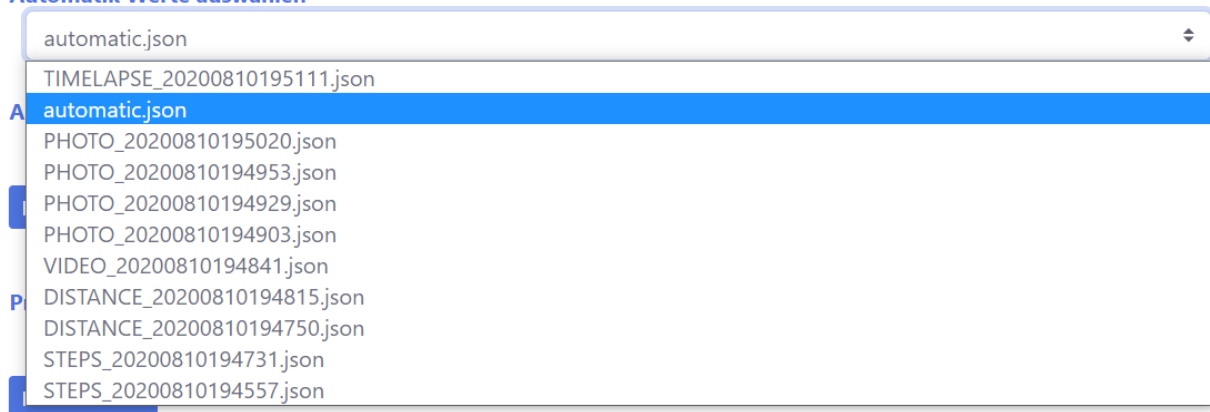 automatic.json
TIMELAPSE_20200810195111.json
automatic.json
PHOTO_20200810195020.json
PHOTO_20200810194953.json
PHOTO_20200810194929.json
PHOTO_20200810194903.json
VIDEO_20200810194841.json
DISTANCE_20200810194815.json
DISTANCE_20200810194750.json
STEPS_20200810194731.json
STEPS_20200810194557.json